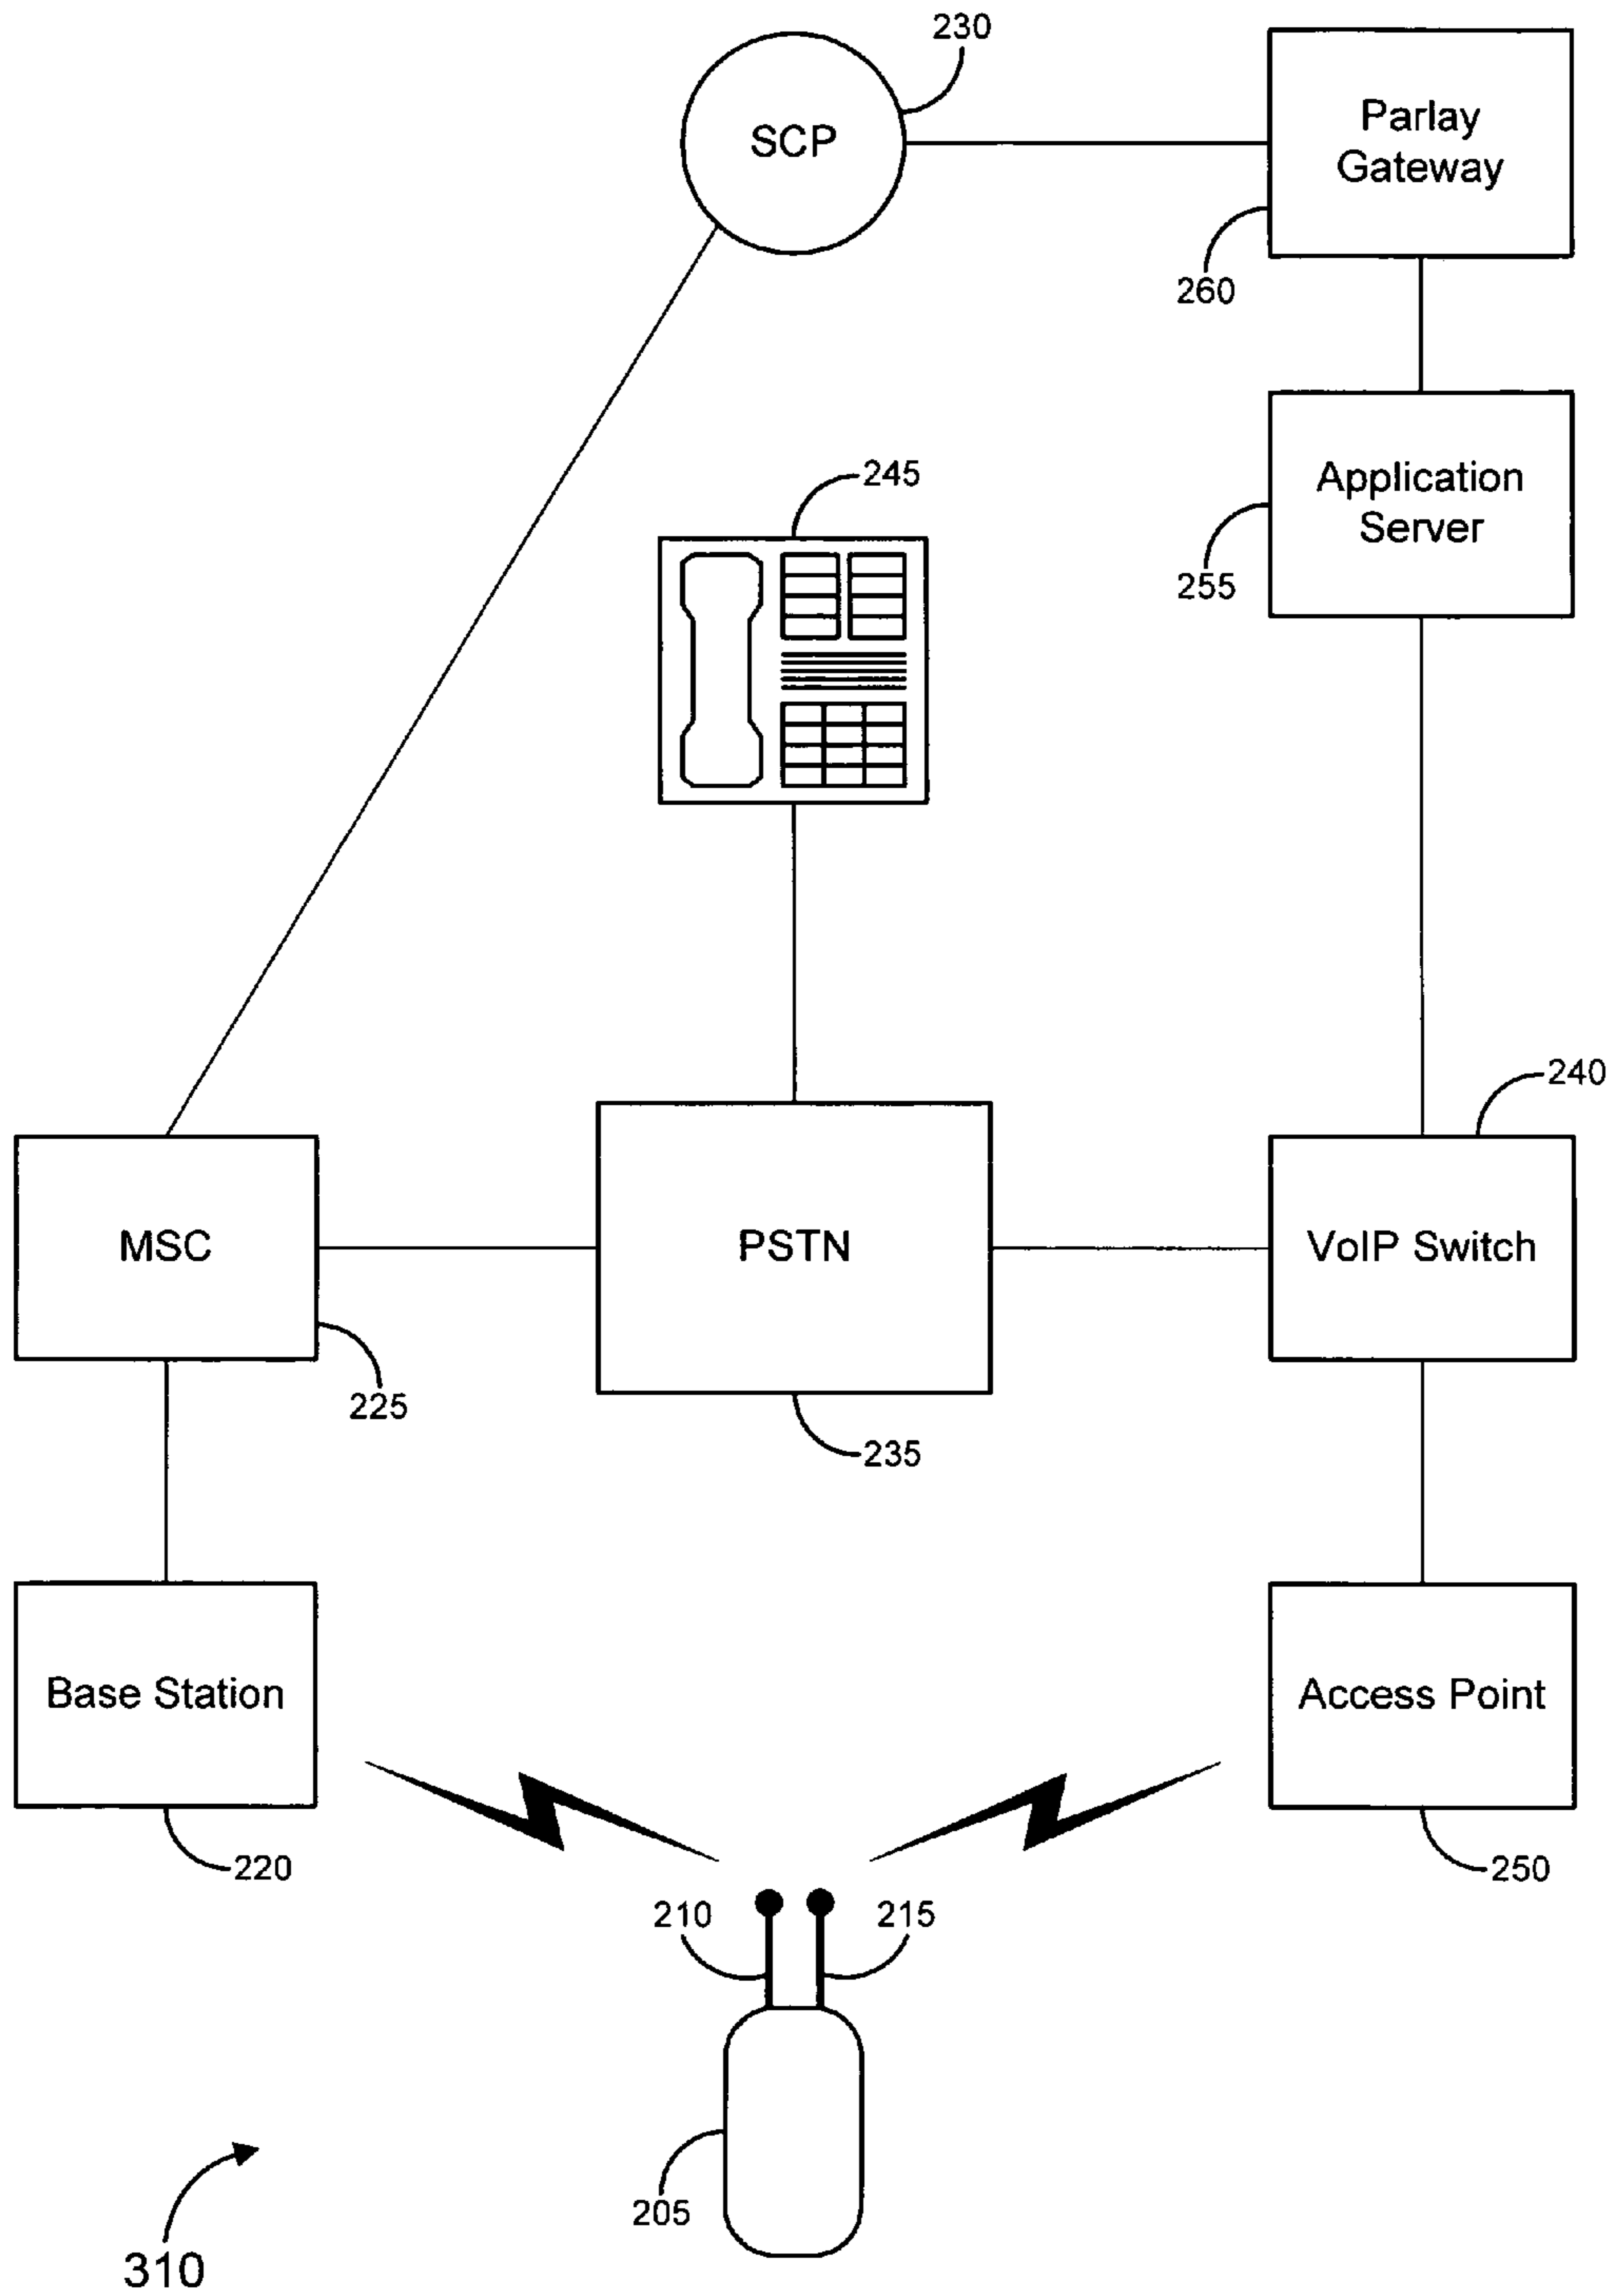 230
SCP
Parlay
Gateway
260
245
Application
Server
255
240
MSC
PSTN
VoIP Switch
225
235
Base Station
Access Point
220
250
210
215
205
310